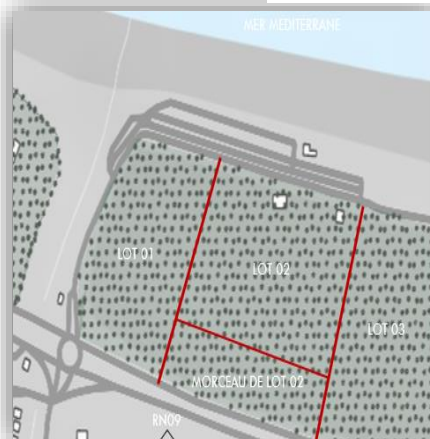 MER MEDITERRANE
LOT 01
LOT 02
LOT 03
MORCEAU DE LOT 02
RN09